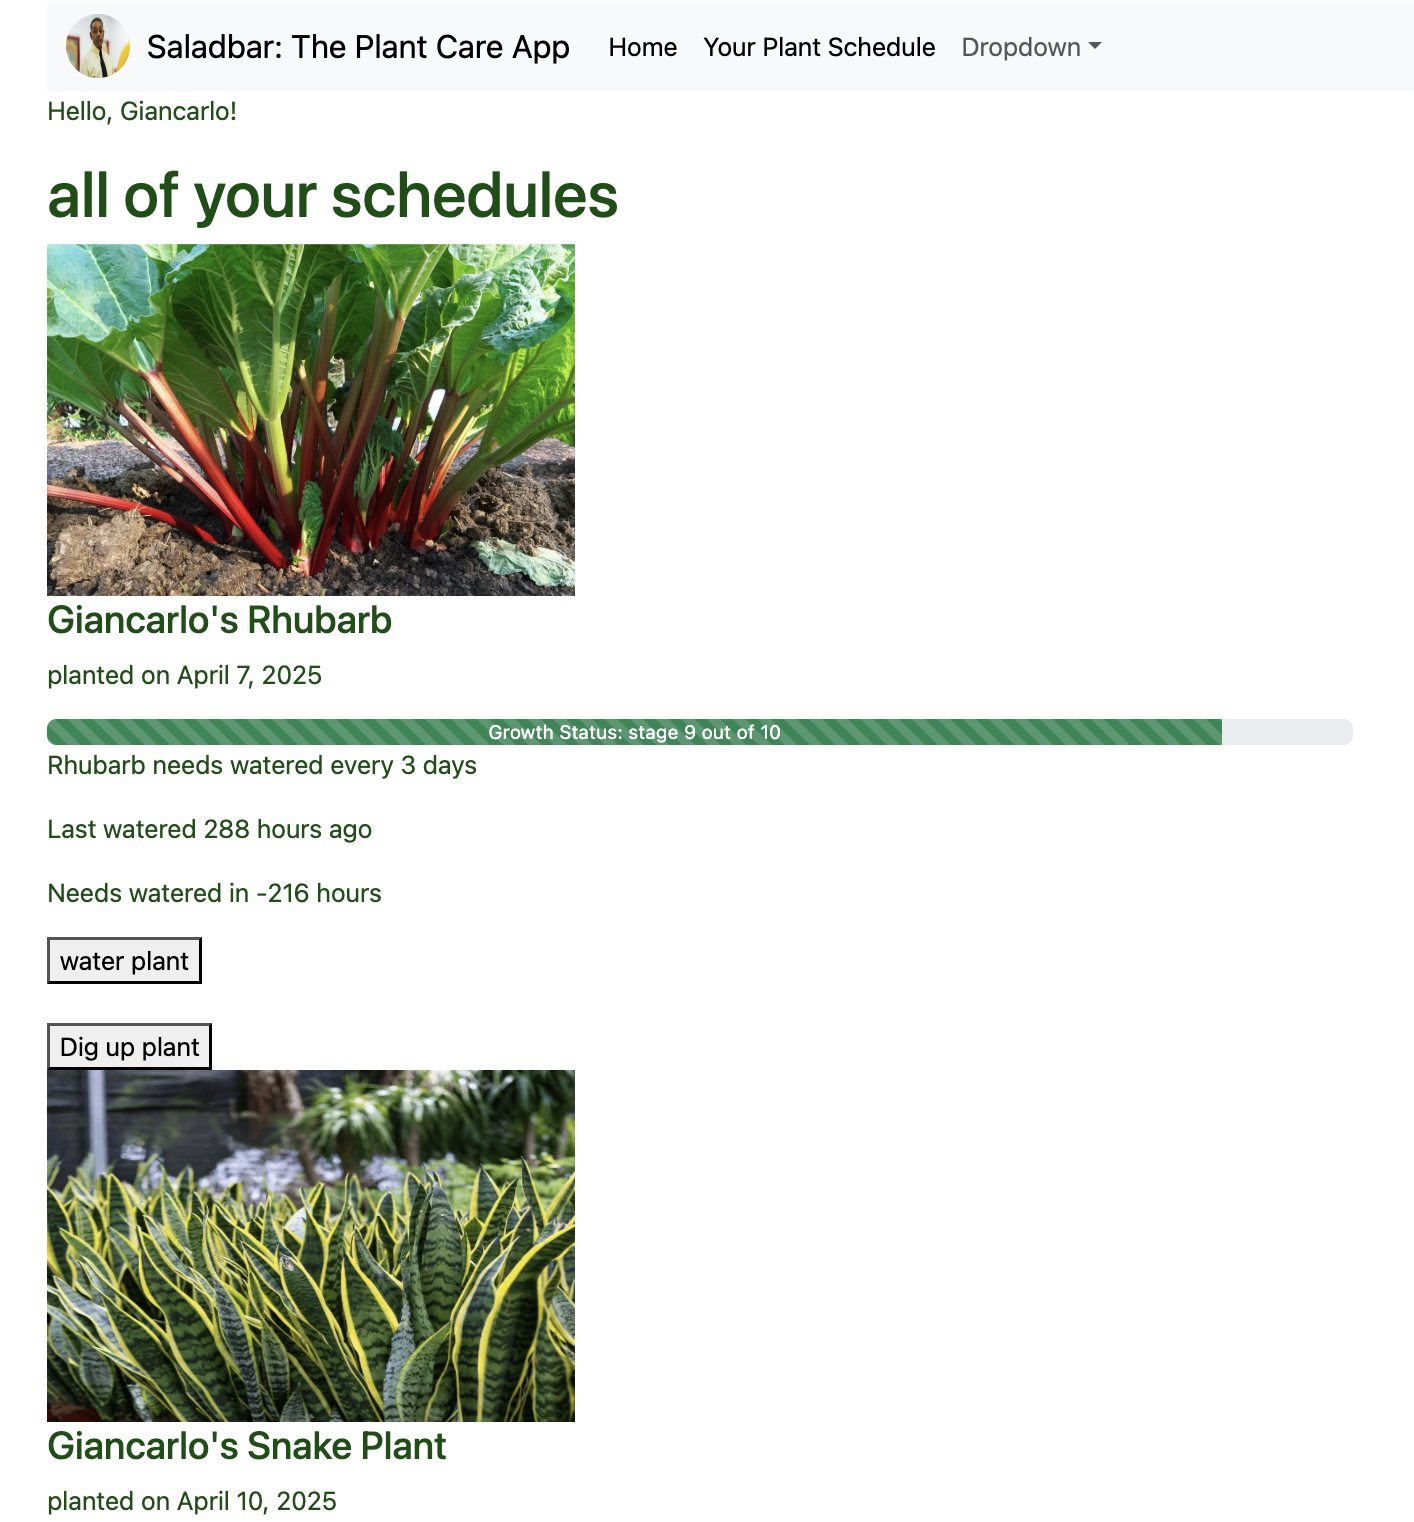 Saladbar: The Plant Care App Home Your Plant Schedule Dropdown
Hello, Giancarlo!
all of your schedules
Giancarlo's Rhubarb
planted on April 7, 2025
Growth Status: stage 9 out of 10
Rhubarb needs watered every 3 days
Last watered 288 hours ago
Needs watered in -216 hours
water plant
Dig up plant
Giancarlo's Snake Plant
planted on April 10, 2025